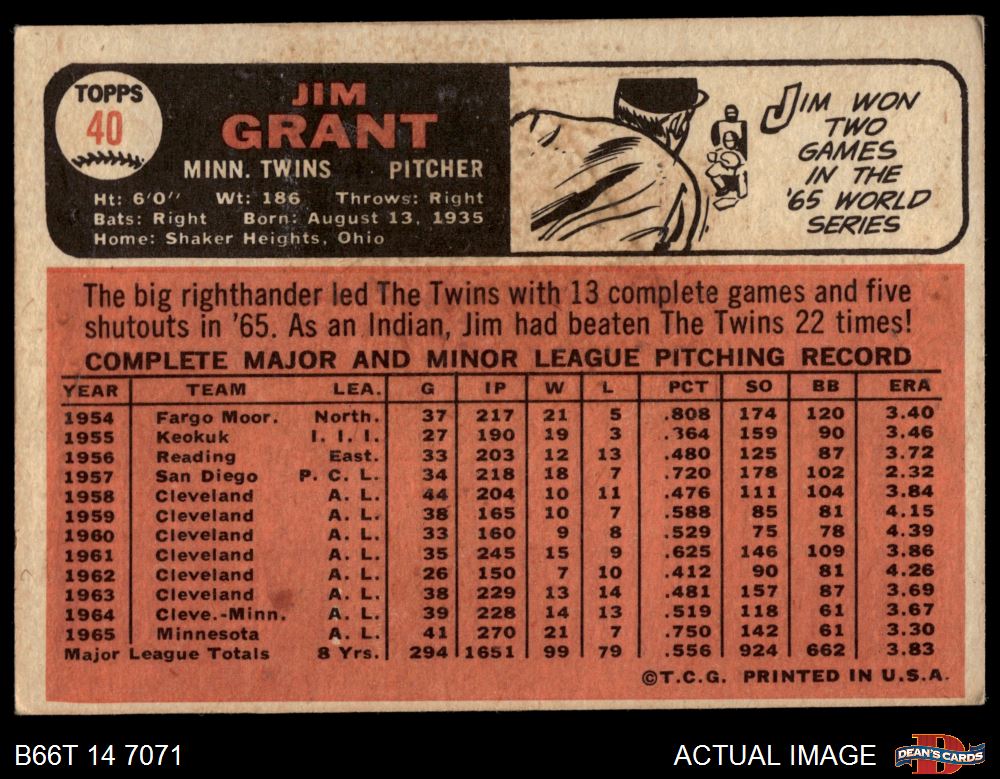 TOPPS
40
JIM
GRANT
MINN. TWINS PITCHER
Ht: 6'0" Wt: 186 Throws: Right
Bats: Right Born: August 13, 1935
Home: Shaker Heights, Ohio
JIM WON
TWO
GAMES
IN THE
'65 WORLD
SERIES
The big righthander led The Twins with 13 complete games and five
shutouts in '65. As an Indian, Jim had beaten The Twins 22 times!
COMPLETE MAJOR AND MINOR LEAGUE PITCHING RECORD
YEAR TEAM LEA. G IP W L PCT SO BB ERA
1954 Fargo Moor. North. 37 217 21 5 .808 174 120 3.40
1955 Keokuk I. I. I. 27 190 19 3 .364 159 90 3.46
1956 Reading East. 33 203 12 13 .480 125 87 3.72
1957 San Diego P. C. L. 34 218 18 7 .720 178 102 2.32
1958 Cleveland A. L. 44 204 10 11 .476 111 104 3.84
1959 Cleveland A. L. 38 165 10 7 .588 85 81 4.15
1960 Cleveland A. L. 33 160 9 8 .529 75 78 4.39
1961 Cleveland A. L. 35 245 15 9 .625 146 109 3.86
1962 Cleveland A. L. 26 150 7 10 .412 90 81 4.26
1963 Cleveland A. L. 38 229 13 14 .481 157 87 3.69
1964 Cleve.-Minn. A. L. 39 228 14 13 .519 118 61 3.67
1965 Minnesota A. L. 41 270 21 7 .750 142 61 3.30
Major League Totals 8 Yrs. 294 1651 99 79 .556 924 662 3.83
©T.C.G. PRINTED IN U.S.A.
B66T 14 7071
ACTUAL IMAGE
DEAN'S CARDS